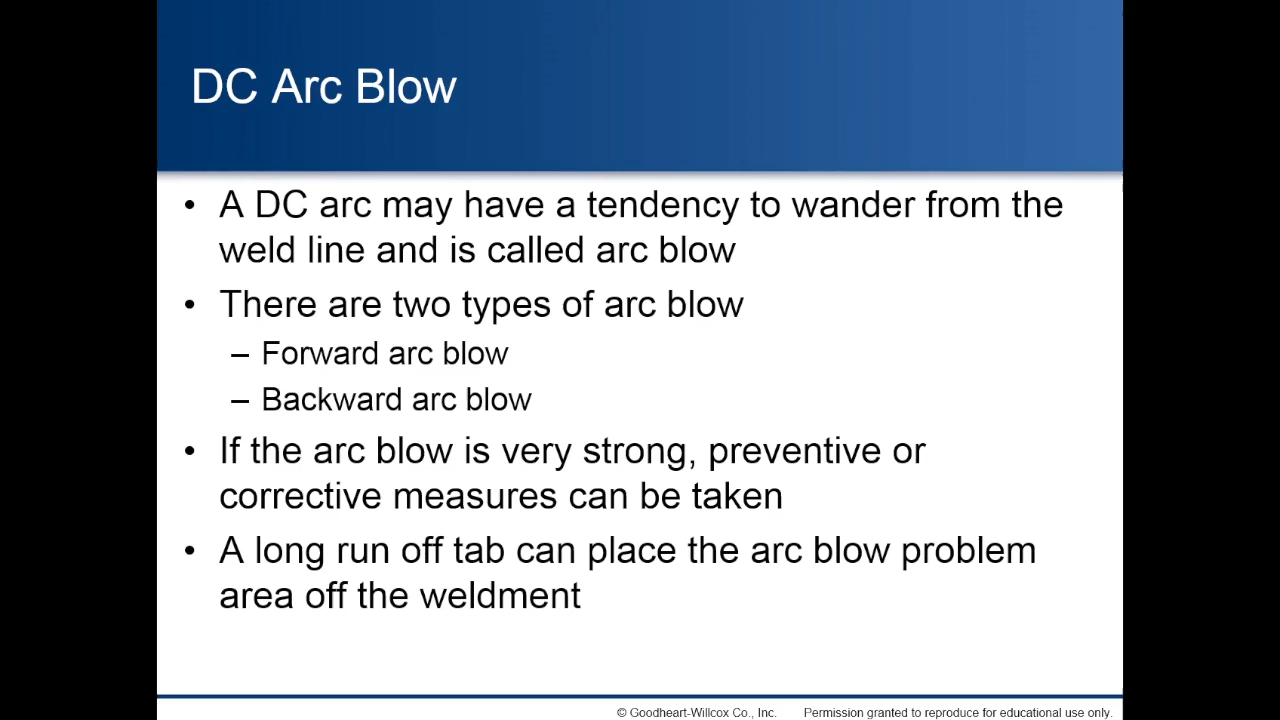 DC Arc Blow
• A DC arc may have a tendency to wander from the
weld line and is called arc blow
• There are two types of arc blow
– Forward arc blow
– Backward arc blow
• If the arc blow is very strong, preventive or
corrective measures can be taken
• A long run off tab can place the arc blow problem
area off the weldment
© Goodheart-Willcox Co., Inc. Permission granted to reproduce for educational use only.